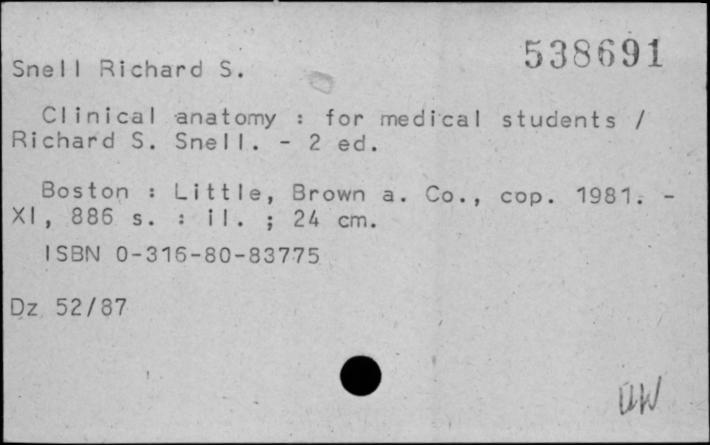 538691
Snell Richard S.
Clinical anatomy : for medical students /
Richard S. Snell. - 2 ed.
Boston : Little, Brown a. Co., cop. 1981. -
XI, 886 s. : il. ; 24 cm.
ISBN 0-316-80-83775
Dz 52/87
UW